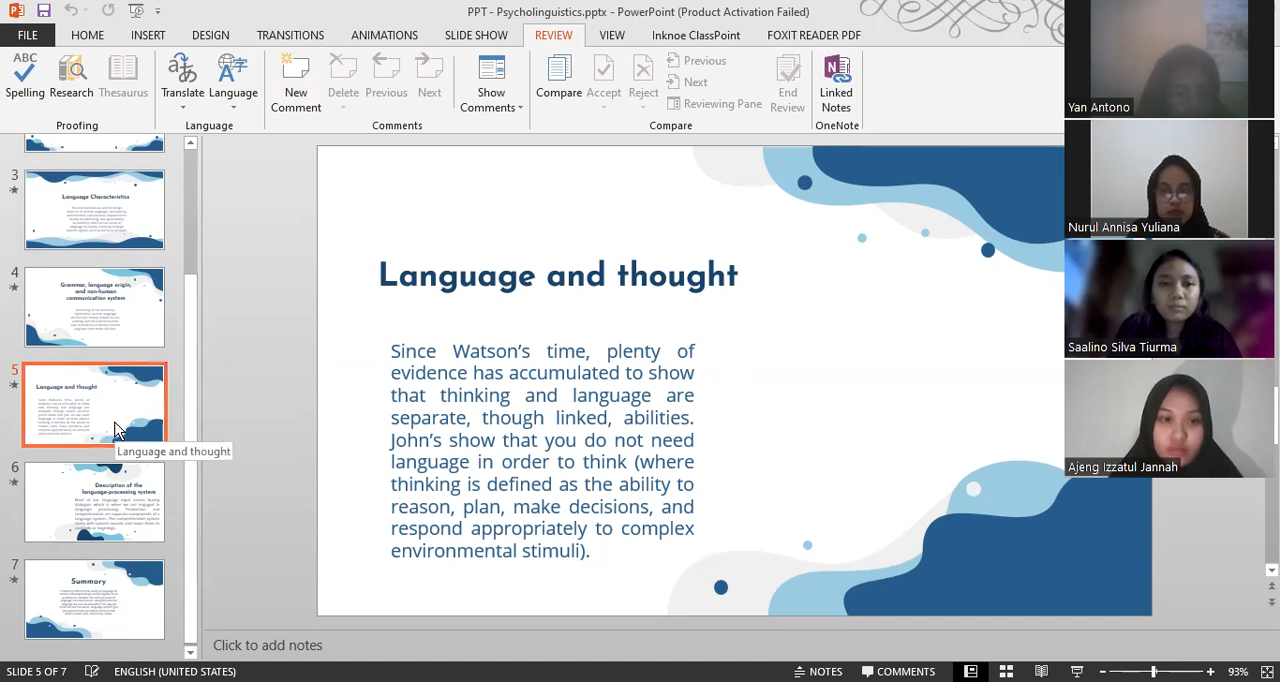 PPT - Psycholinguistics.pptx - PowerPoint (Product Activation Failed)
FILE HOME INSERT DESIGN TRANSITIONS ANIMATIONS SLIDE SHOW REVIEW VIEW Inknoe ClassPoint FOXIT READER PDF
ABC
Spelling Research Thesaurus
Proofing
Translate Language
Language
New Comment Delete Previous Next Show Comments
Comments
Compare Accept Reject
Previous
Next
Reviewing Pane
End Review
Compare
Linked Notes
OneNote
Yan Antono
Nurul Annisa Yuliana
Saalino Silva Tiurma
Ajeng Izzatul Jannah
3
Language Characteristics
4
Grammar, language origin,
and non-human
communication system
5
Language and thought
Language and thought
6
Description of the
language-processing system
7
Summary
Language and thought
Since Watson's time, plenty of
evidence has accumulated to show
that thinking and language are
separate, though linked, abilities.
John's show that you do not need
language in order to think (where
thinking is defined as the ability to
reason, plan, make decisions, and
respond appropriately to complex
environmental stimuli).
Click to add notes
SLIDE 5 OF 7 ENGLISH (UNITED STATES) NOTES COMMENTS 93%